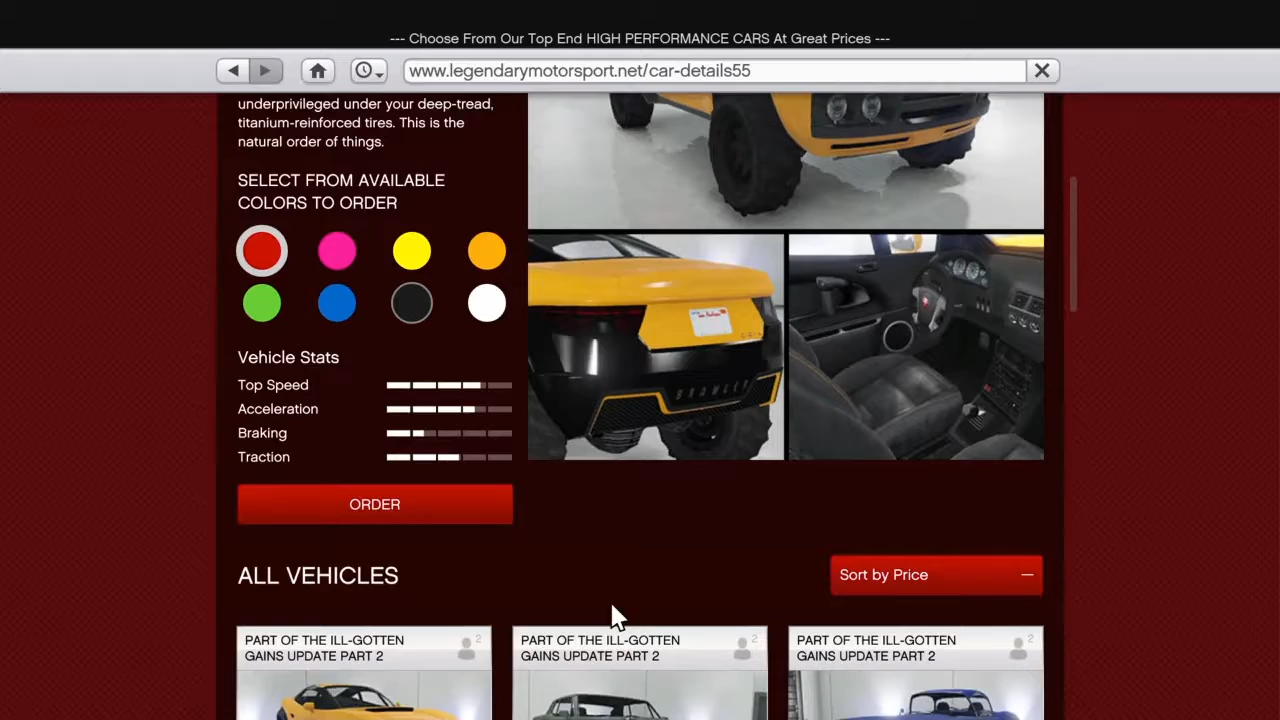 --- Choose From Our Top End HIGH PERFORMANCE CARS At Great Prices ---
www.legendarymotorsport.net/car-details55
underprivileged under your deep-tread,
titanium-reinforced tires. This is the
natural order of things.
SELECT FROM AVAILABLE
COLORS TO ORDER
Vehicle Stats
Top Speed
Acceleration
Braking
Traction
BRAWLER
ORDER
ALL VEHICLES
Sort by Price
PART OF THE ILL-GOTTEN
GAINS UPDATE PART 2
2
PART OF THE ILL-GOTTEN
GAINS UPDATE PART 2
2
PART OF THE ILL-GOTTEN
GAINS UPDATE PART 2
2